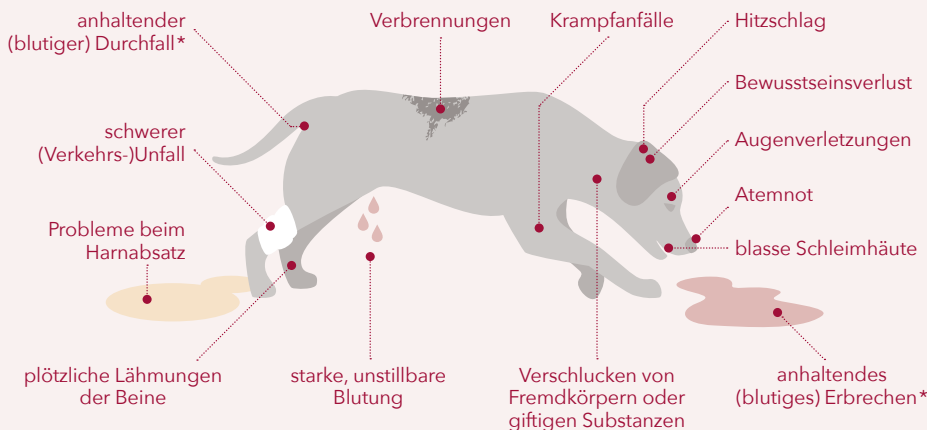 anhaltender
(blutiger) Durchfall*
Verbrennungen
Krampfanfälle
Hitzschlag
Bewusstseinsverlust
schwerer
(Verkehrs-)Unfall
Augenverletzungen
Atemnot
Probleme beim
Harnabsatz
blasse Schleimhäute
plötzliche Lähmungen
der Beine
starke, unstillbare
Blutung
Verschlucken von
Fremdkörpern oder
giftigen Substanzen
anhaltendes
(blutiges) Erbrechen*